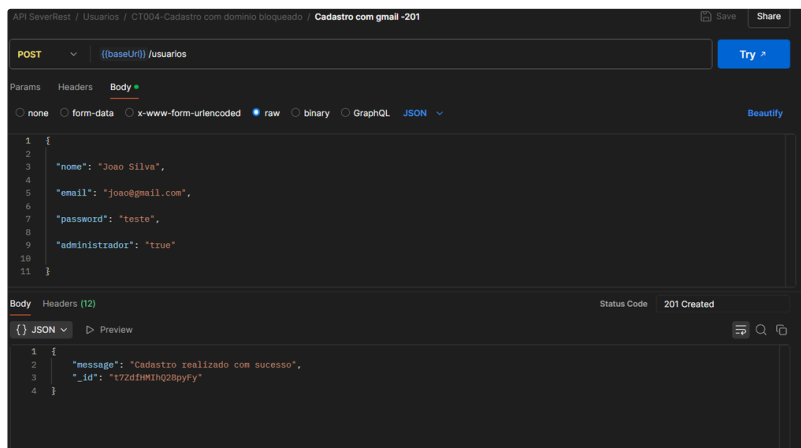 API SeverRest / Usuarios / CT004-Cadastro com dominio bloqueado / Cadastro com gmail -201 Save Share
POST {{baseUrl}} /usuarios Try
Params Headers Body
none form-data x-www-form-urlencoded raw binary GraphQL JSON Beautify
1 {
2
3 "nome": "Joao Silva",
4
5 "email": "joao@gmail.com",
6
7 "password": "teste",
8
9 "administrador": "true"
10
11 }
Body Headers (12) Status Code 201 Created
{} JSON Preview
1 {
2 "message": "Cadastro realizado com sucesso",
3 "_id": "t7ZdfHMIhQ28pyFy"
4 }